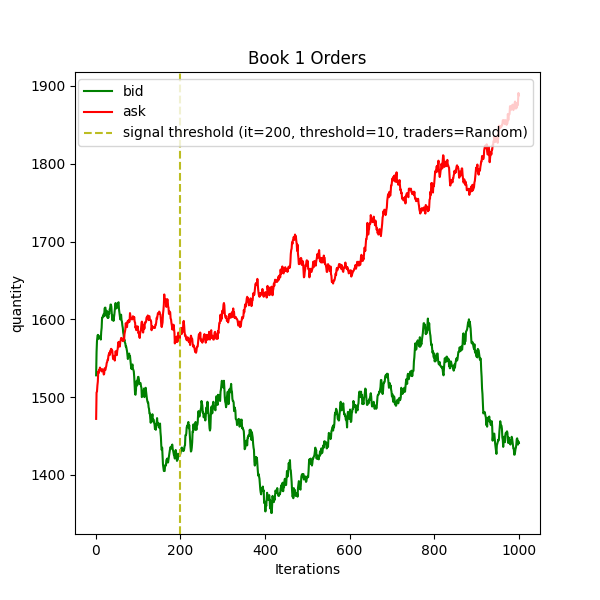 Book 1 Orders
bid
ask
signal threshold (it=200, threshold=10, traders=Random)
quantity
1900
1800
1700
1600
1500
1400
0 200 400 600 800 1000
Iterations